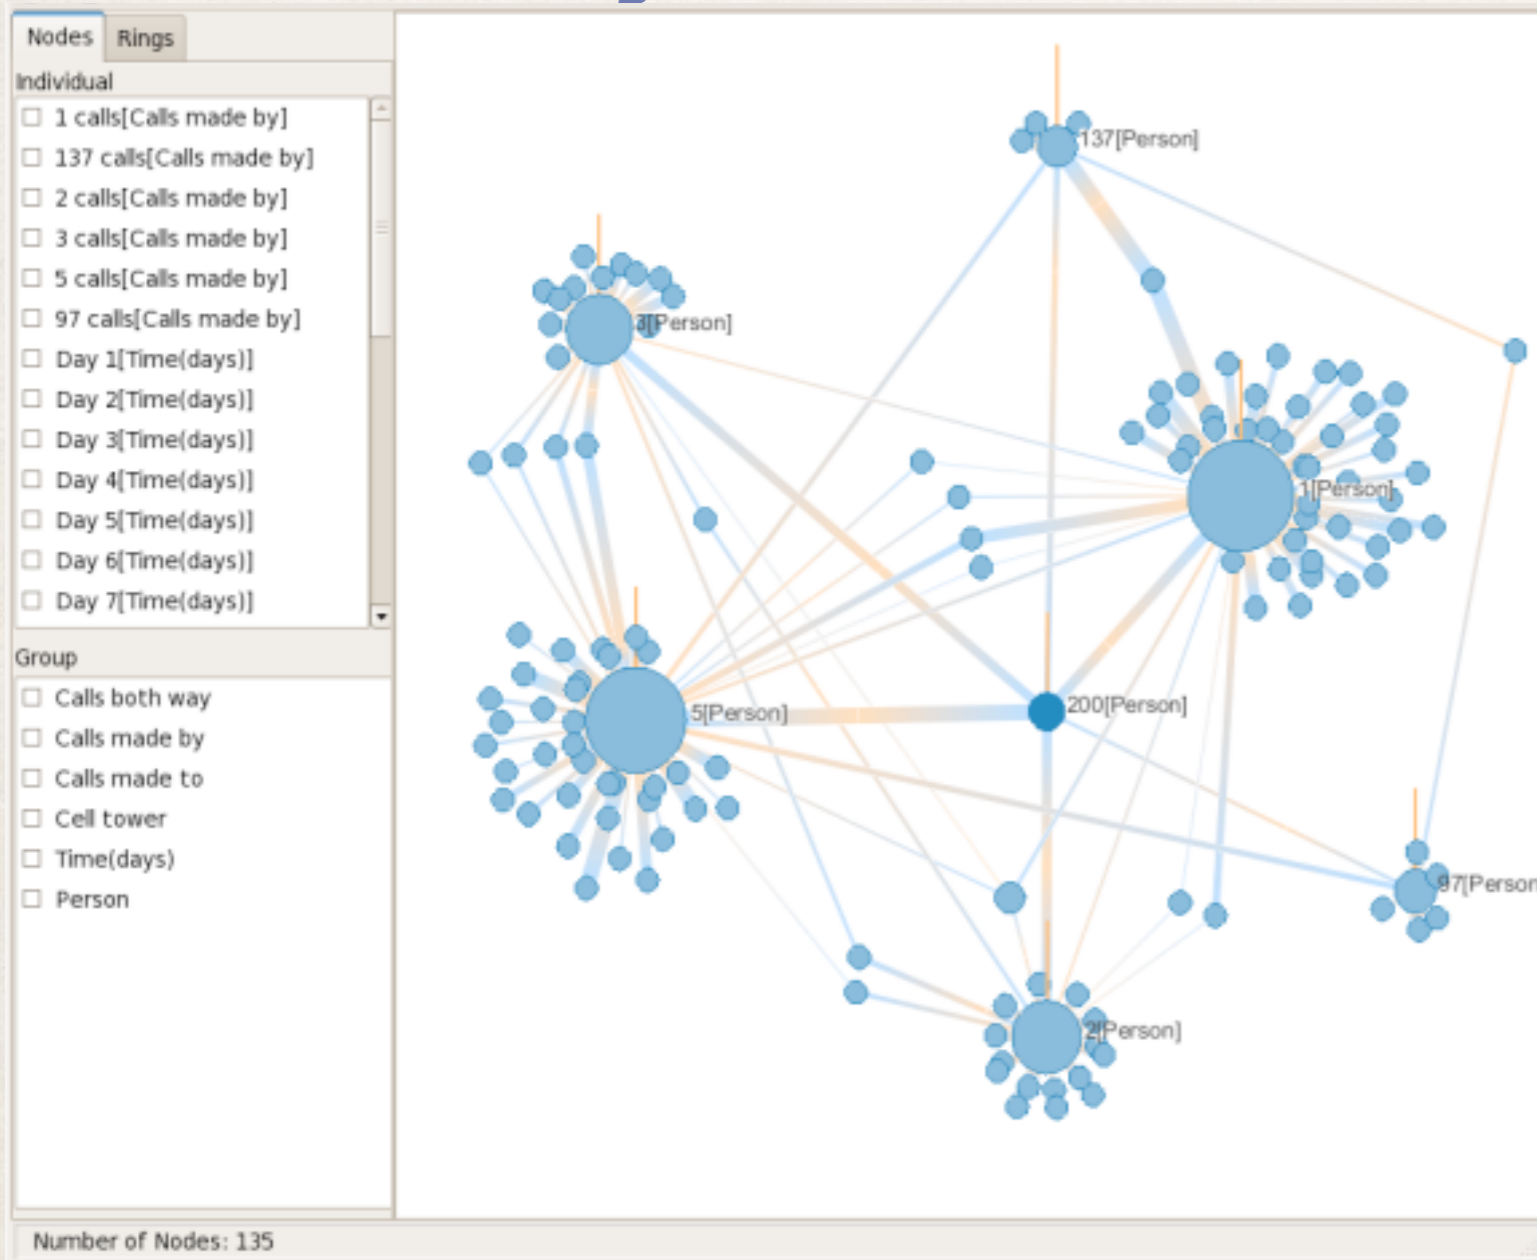 Nodes Rings
Individual
1 calls[Calls made by]
137 calls[Calls made by]
2 calls[Calls made by]
3 calls[Calls made by]
5 calls[Calls made by]
97 calls[Calls made by]
Day 1[Time(days)]
Day 2[Time(days)]
Day 3[Time(days)]
Day 4[Time(days)]
Day 5[Time(days)]
Day 6[Time(days)]
Day 7[Time(days)]
Group
Calls both way
Calls made by
Calls made to
Cell tower
Time(days)
Person
Number of Nodes: 135
137[Person]
3[Person]
1[Person]
200[Person]
5[Person]
97[Person
2[Person]